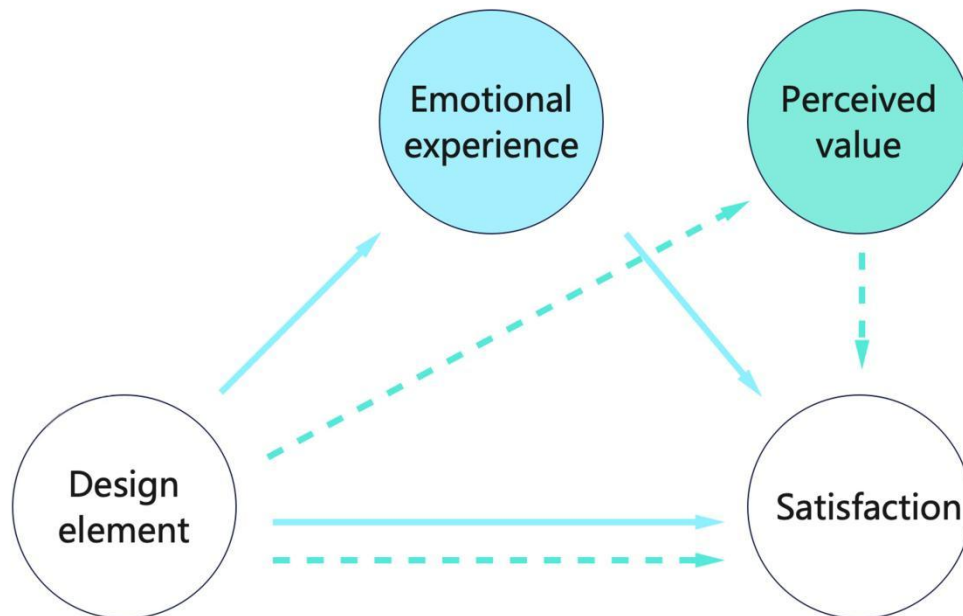 Emotional
experience
Perceived
value
Design
element
Satisfaction